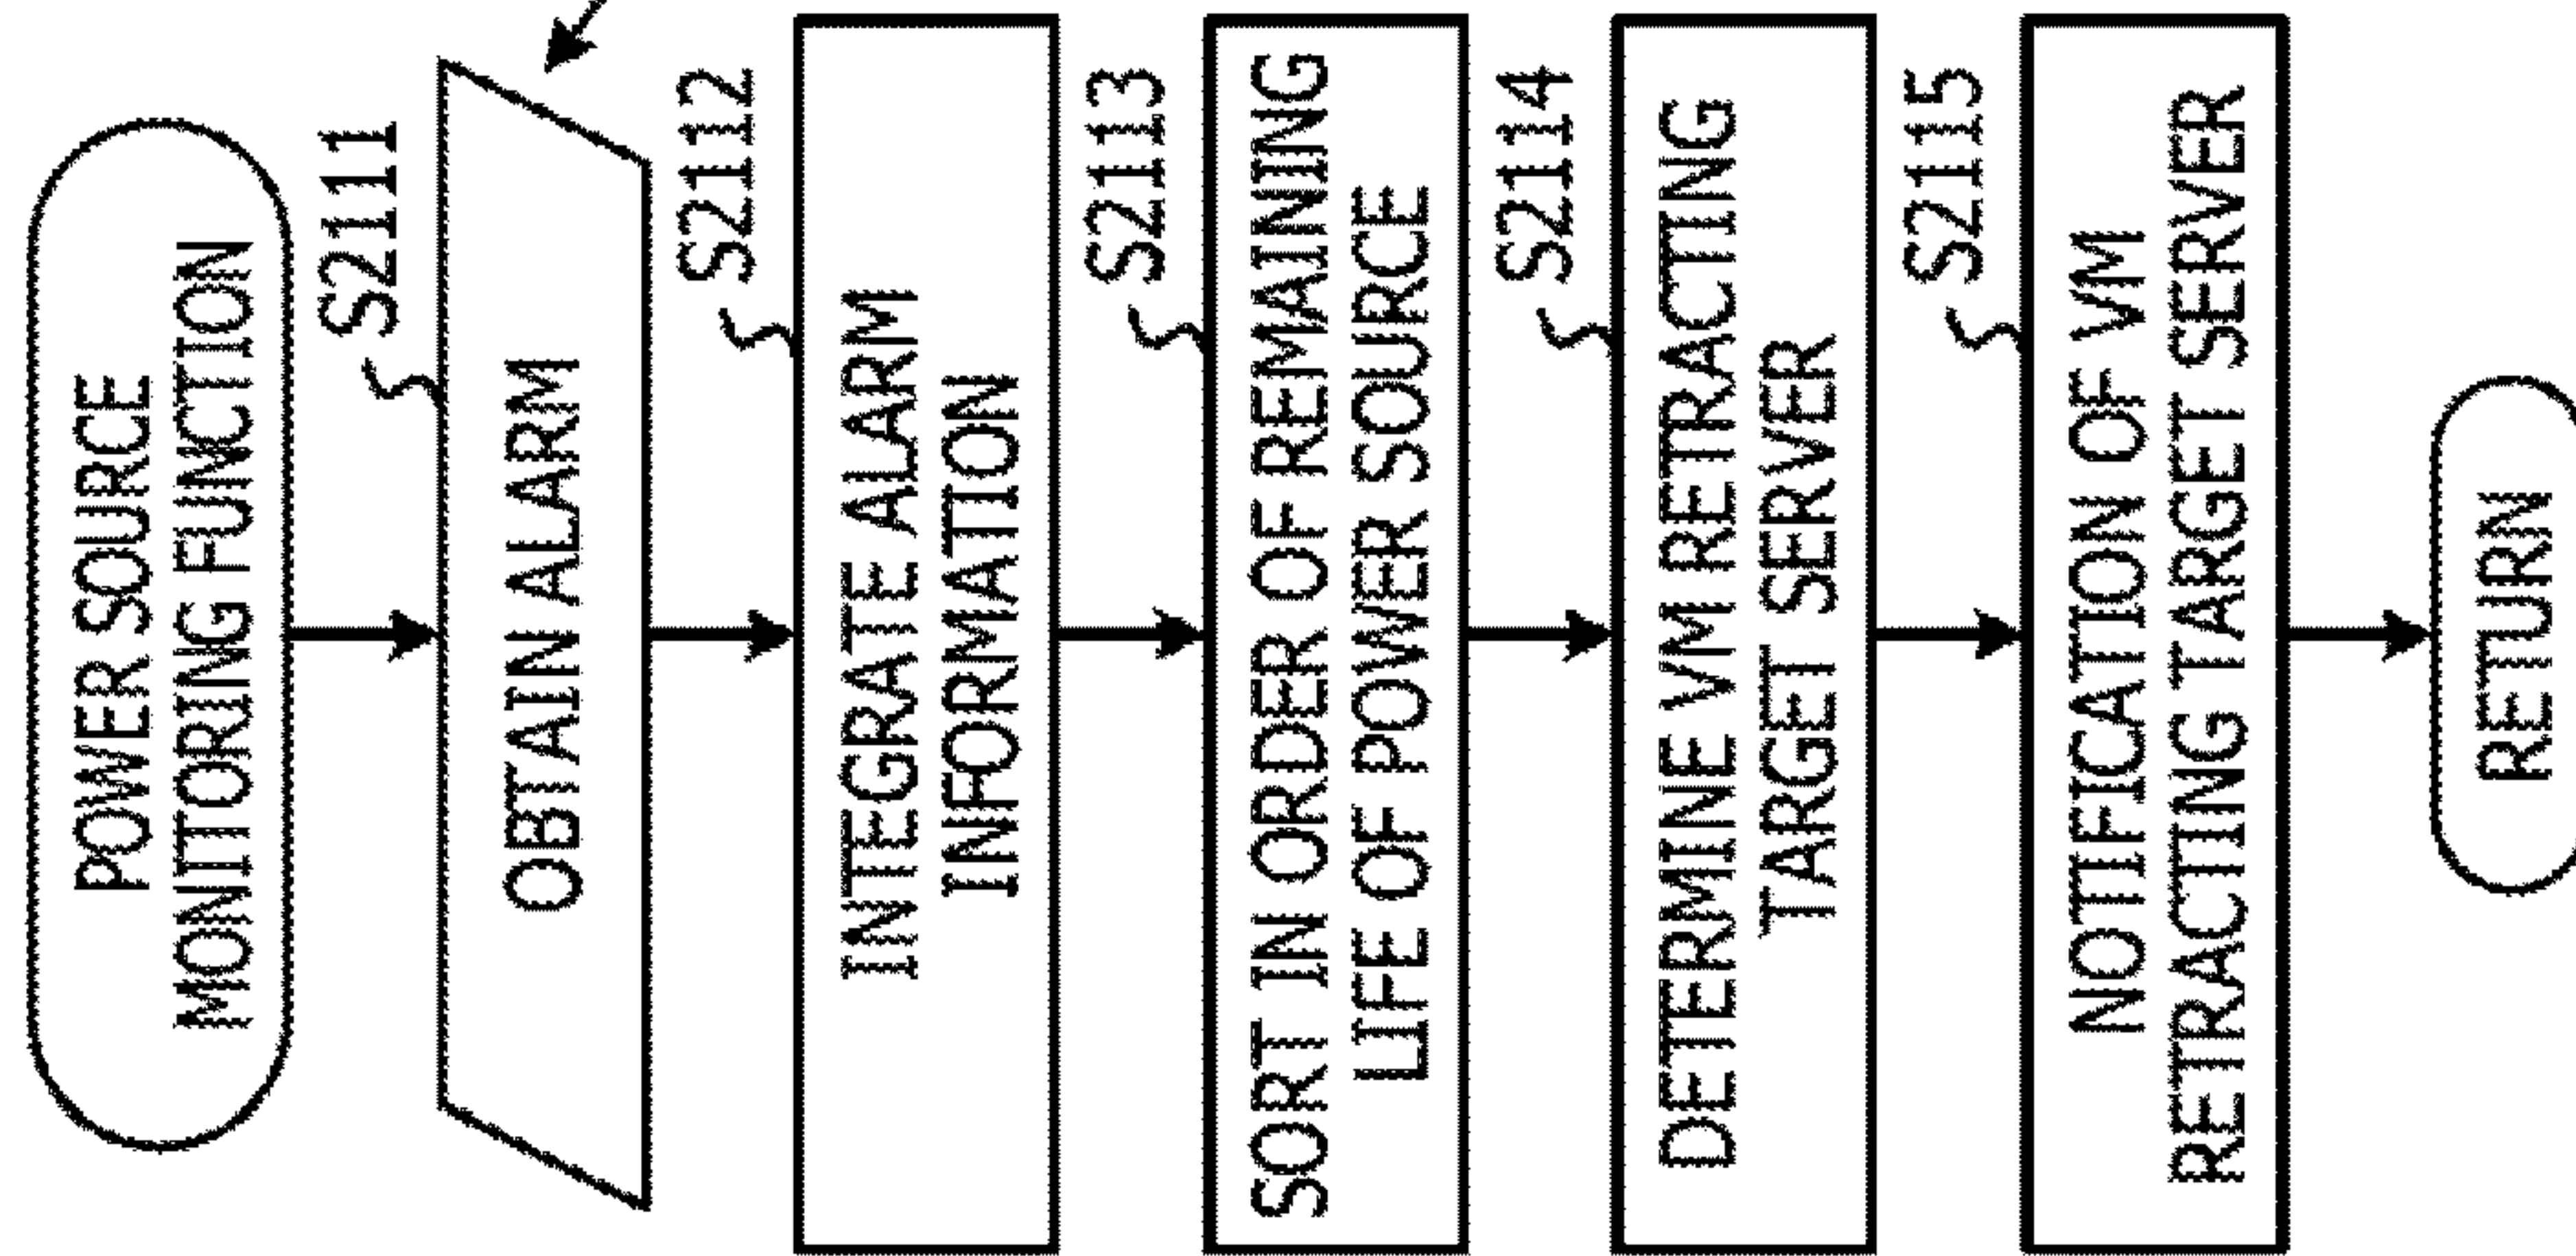 POWER SOURCE
MONITORING FUNCTION
S2111
OBTAIN ALARM
S2112
INTEGRATE ALARM
INFORMATION
S2113
SORT IN ORDER OF REMAINING
LIFE OF POWER SOURCE
S2114
DETERMINE VM RETRACTING
TARGET SERVER
S2115
NOTIFICATION OF VM
RETRACTING TARGET SERVER
RETURN